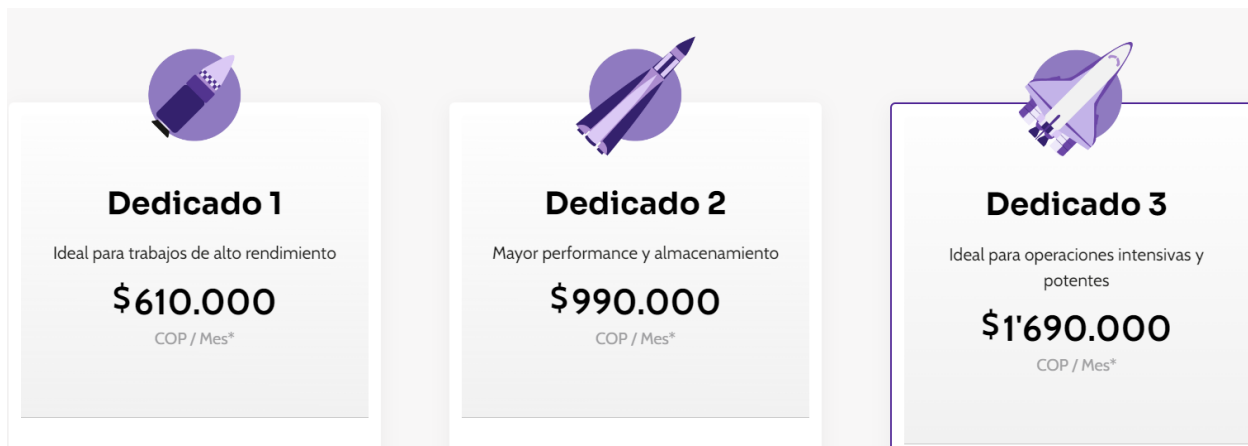 Dedicado 1
Ideal para trabajos de alto rendimiento
$610.000
COP / Mes*
Dedicado 2
Mayor performance y almacenamiento
$990.000
COP / Mes*
Dedicado 3
Ideal para operaciones intensivas y
potentes
$1'690.000
COP / Mes*